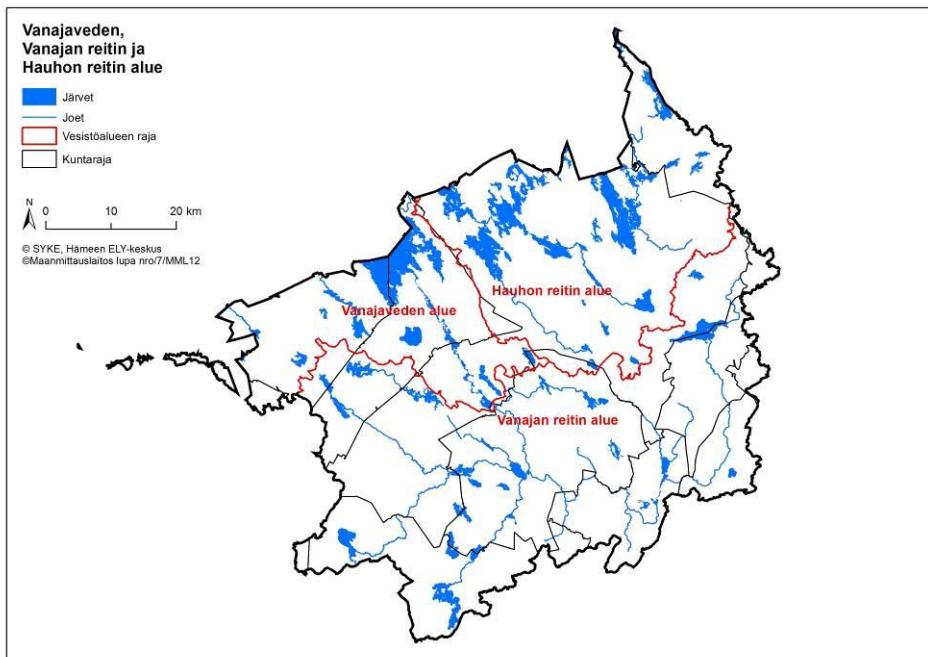 Vanajaveden,
Vanajan reitin ja
Hauhon reitin alue
Järvet
Joet
Vesistöalueen raja
Kuntaraja
N
0 10 20 km
© SYKE, Hämeen ELY-keskus
©Maanmittauslaitos lupa nro/7/MML12
Hauhon reitin alue
Vanajaveden alue
Vanajan reitin alue